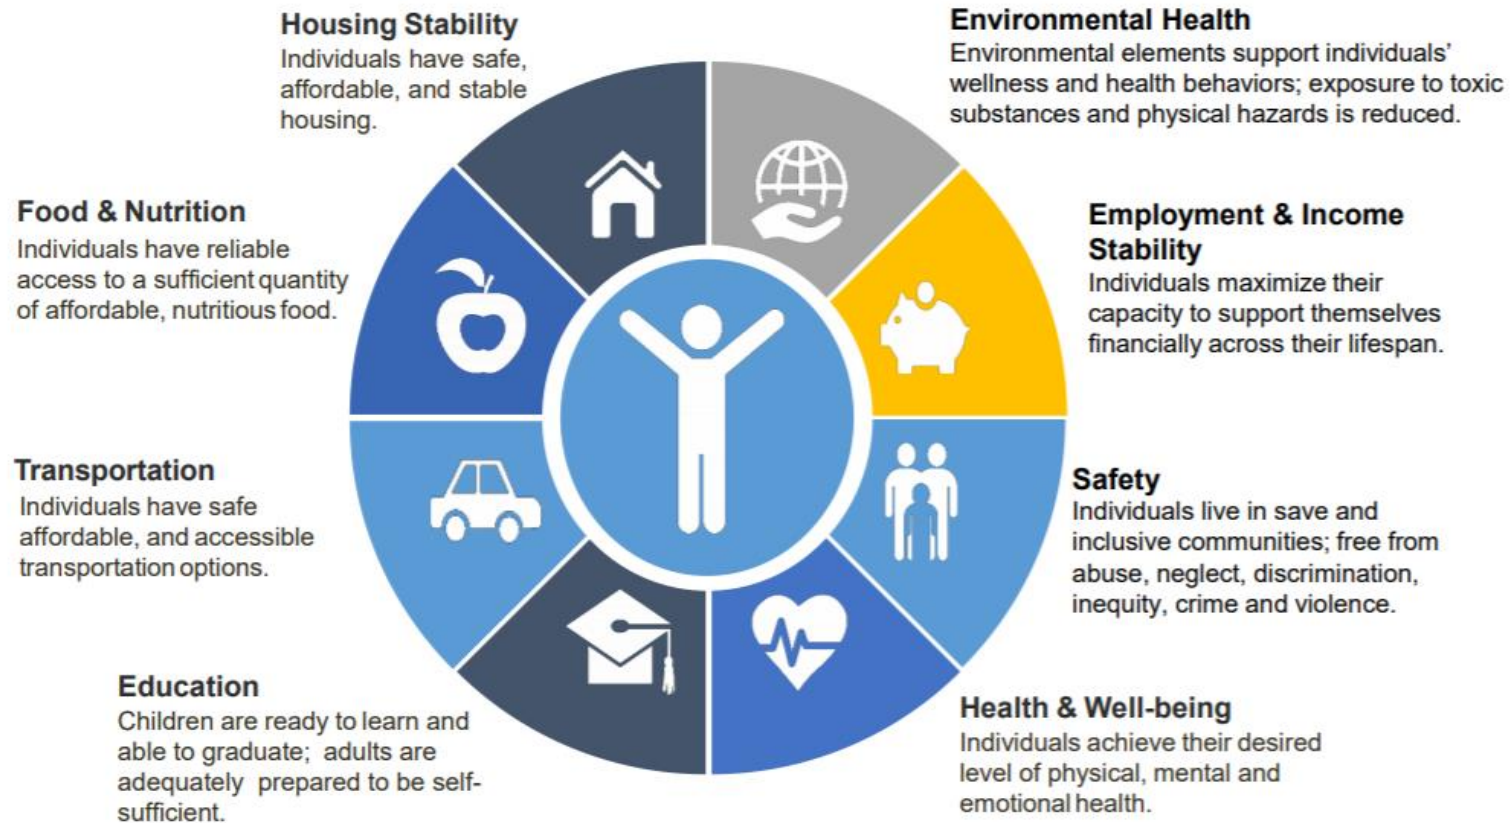 Housing Stability
Individuals have safe,
affordable, and stable
housing.
Environmental Health
Environmental elements support individuals'
wellness and health behaviors; exposure to toxic
substances and physical hazards is reduced.
Food & Nutrition
Individuals have reliable
access to a sufficient quantity
of affordable, nutritious food.
Employment & Income
Stability
Individuals maximize their
capacity to support themselves
financially across their lifespan.
Transportation
Individuals have safe
affordable, and accessible
transportation options.
Safety
Individuals live in save and
inclusive communities; free from
abuse, neglect, discrimination,
inequity, crime and violence.
Education
Children are ready to learn and
able to graduate; adults are
adequately prepared to be self-
sufficient.
Health & Well-being
Individuals achieve their desired
level of physical, mental and
emotional health.